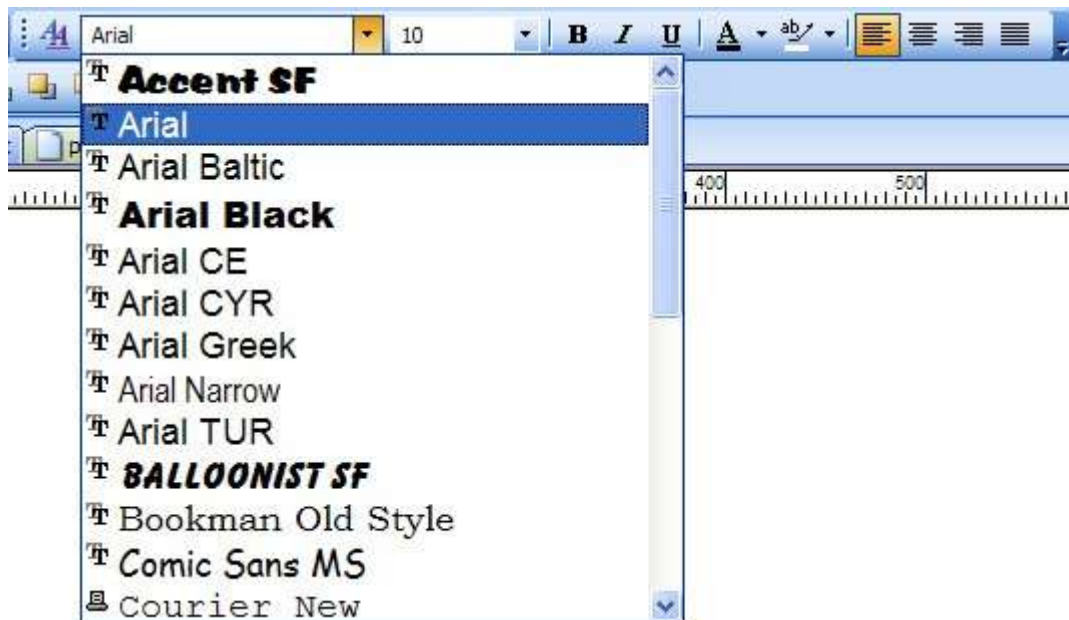 Arial 10 B I U A ab
Accent SF
Arial
p
Arial Baltic
400 500
Arial Black
Arial CE
Arial CYR
Arial Greek
Arial Narrow
Arial TUR
BALLOONIST SF
Bookman Old Style
Comic Sans MS
Courier New